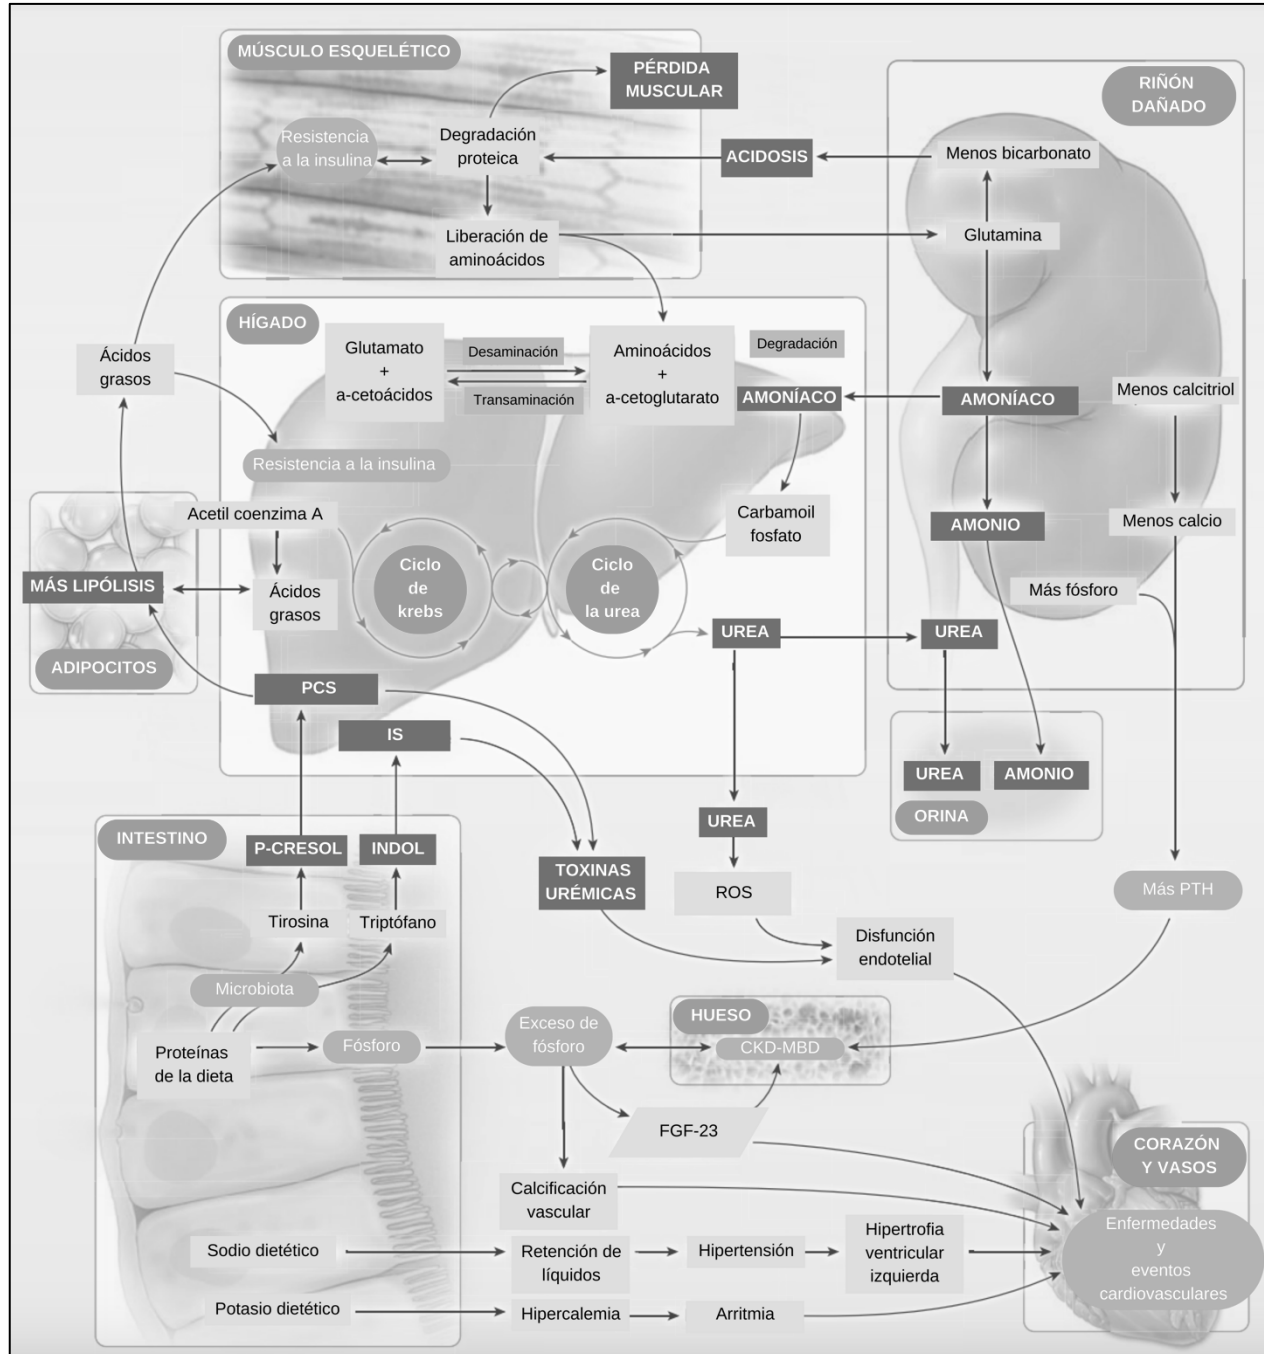 MÚSCULO ESQUELÉTICO
PÉRDIDA
MUSCULAR
Resistencia
a la insulina
Degradación
proteica
Liberación de
aminoácidos
ACIDOSIS
RIÑÓN
DAÑADO
Menos bicarbonato
Glutamina
AMONÍACO
Menos calcitriol
AMONIO
Menos calcio
Más fósforo
UREA
HÍGADO
Glutamato
+
a-cetoácidos
Desaminación
Transaminación
Aminoácidos
+
a-cetoglutarato
Degradación
AMONÍACO
Carbamoil
fosfato
Resistencia a la insulina
Acetil coenzima A
Ácidos
grasos
Ciclo
de
krebs
Ciclo
de
la urea
UREA
PCS
IS
Ácidos
grasos
MÁS LIPÓLISIS
ADIPOCITOS
UREA
AMONIO
ORINA
INTESTINO
P-CRESOL
INDOL
Tirosina
Triptófano
Microbiota
Proteínas
de la dieta
Fósforo
Sodio dietético
Potasio dietético
TOXINAS
URÉMICAS
UREA
ROS
Disfunción
endotelial
Más PTH
Exceso de
fósforo
HUESO
CKD-MBD
FGF-23
Calcificación
vascular
Retención de
líquidos
Hipertensión
Hipertrofia
ventricular
izquierda
Hipercalemia
Arritmia
CORAZÓN
Y VASOS
Enfermedades
y
eventos
cardiovasculares